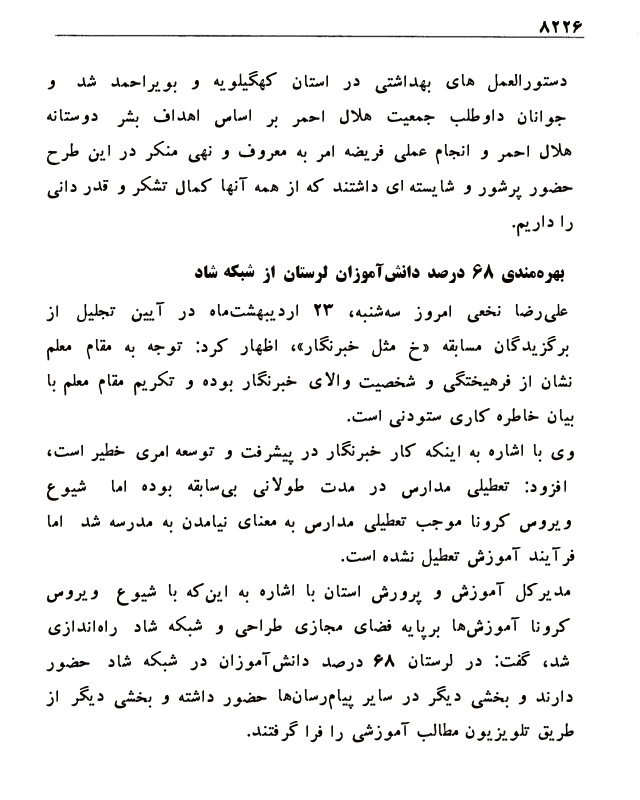 ۸۲۲۶
دستورالعمل های بهداشتی در استان کهگیلویه و بویراحمد شد و
جوانان داوطلب جمعیت هلال احمر بر اساس اهداف بشر دوستانه
هلال احمر و انجام عملی فریضه امر به معروف و نهی منکر در این طرح
حضور پرشور و شایسته ای داشتند که از همه آنها کمال تشکر و قدر دانی
را داریم.
بهره‌مندی ۶۸ درصد دانش‌آموزان لرستان از شبکه شاد
علی‌رضا نخعی امروز سه‌شنبه، ۲۳ اردیبهشت‌ماه در آیین تجلیل از
برگزیدگان مسابقه «خ مثل خبرنگار»، اظهار کرد: توجه به مقام معلم
نشان از فرهیختگی و شخصیت والای خبرنگار بوده و تکریم مقام معلم با
بیان خاطره کاری ستودنی است.
وی با اشاره به اینکه کار خبرنگار در پیشرفت و توسعه امری خطیر است،
افزود: تعطیلی مدارس در مدت طولانی بی‌سابقه بوده اما شیوع
ویروس کرونا موجب تعطیلی مدارس به معنای نیامدن به مدرسه شد اما
فرآیند آموزش تعطیل نشده است.
مدیرکل آموزش و پرورش استان با اشاره به این‌که با شیوع ویروس
کرونا آموزش‌ها برپایه فضای مجازی طراحی و شبکه شاد راه‌اندازی
شد، گفت: در لرستان ۶۸ درصد دانش‌آموزان در شبکه شاد حضور
دارند و بخشی دیگر در سایر پیام‌رسان‌ها حضور داشته و بخشی دیگر از
طریق تلویزیون مطالب آموزشی را فرا گرفتند.